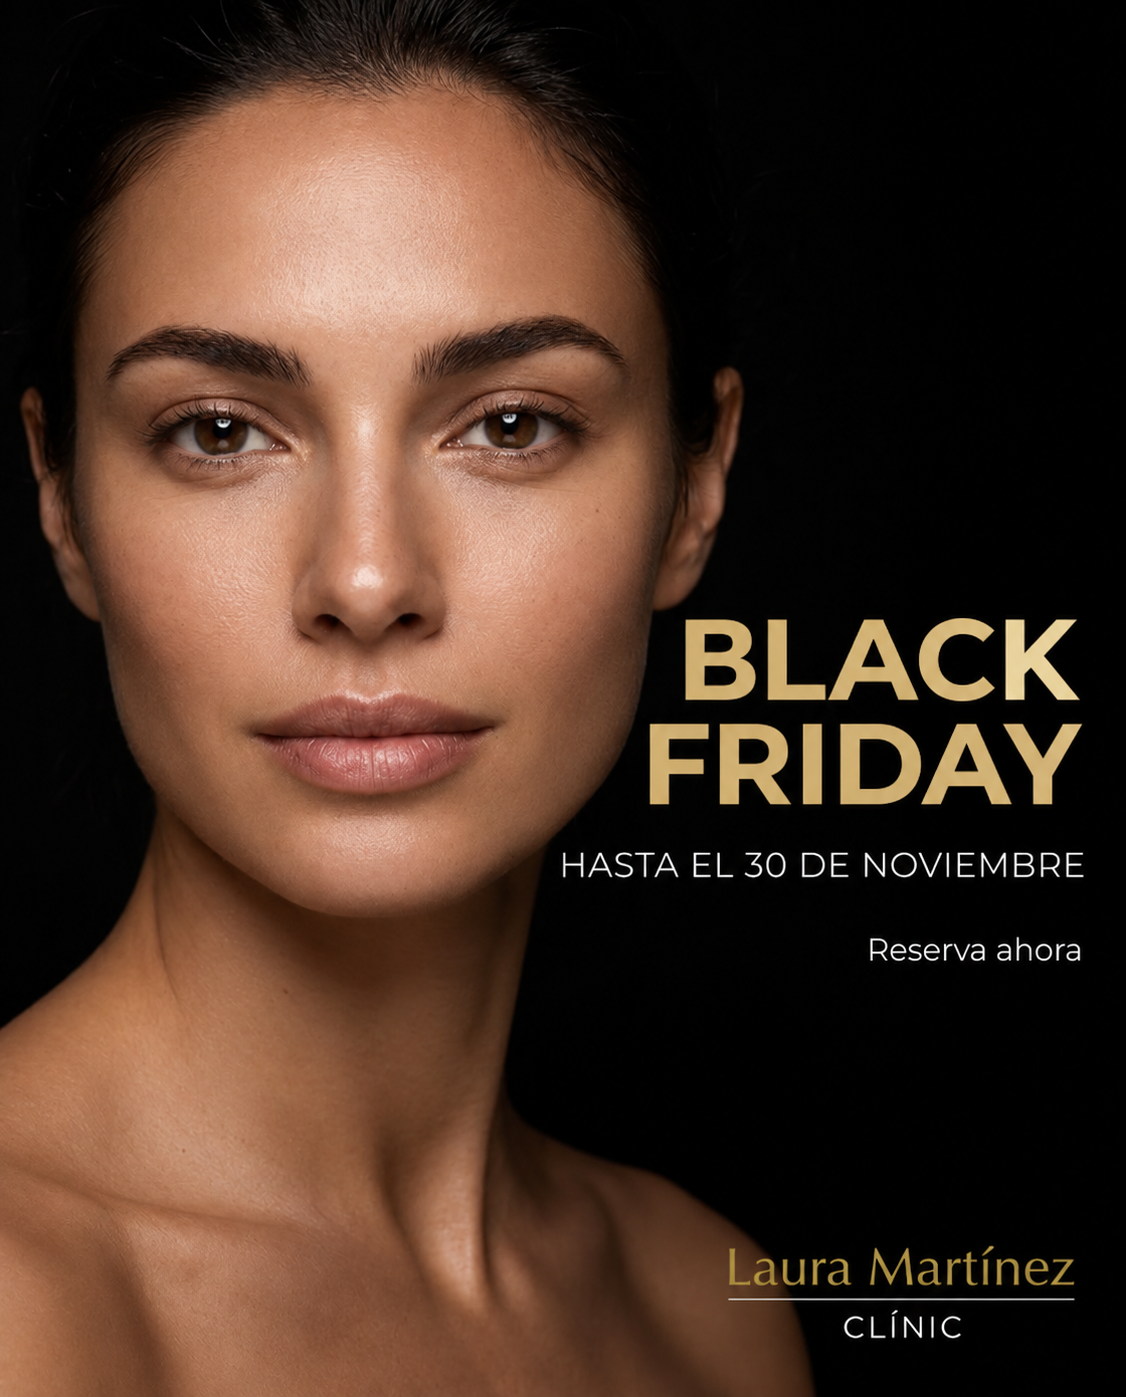 BLACK
FRIDAY
HASTA EL 30 DE NOVIEMBRE
Reserva ahora
Laura Martínez
CLÍNIC